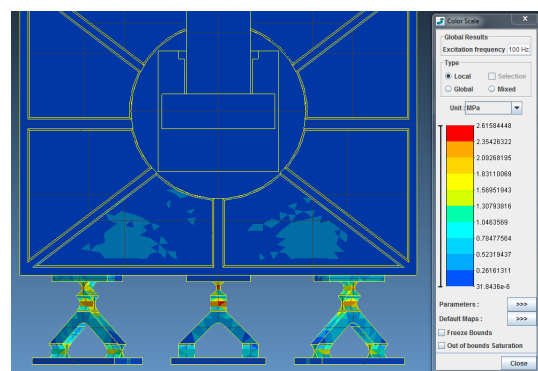 Color Scale
X
Global Results
Excitation frequency 100 Hz
Type
Local Selection
Global Mixed
Unit : MPa
2.61584448
2.35426322
2.09268195
1.83110069
1.56951943
1.30793816
1.0463569
0.78477564
0.52319437
0.26161311
31.8436e-6
Parameters : >>>
Default Maps : >>>
Freeze Bounds
Out of bounds Saturation
Close